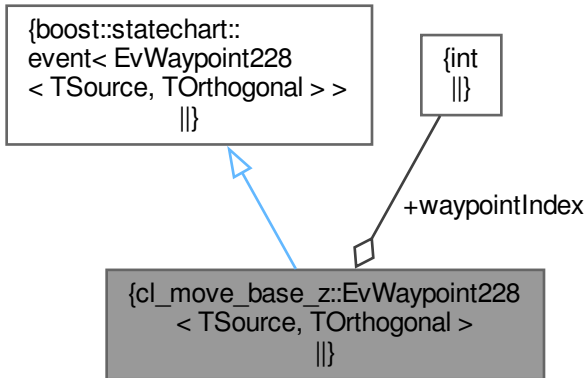 {boost::statechart::
event< EvWaypoint228
< TSource, TOrthogonal > >
||}
{int
||}
+waypointIndex
{cl_move_base_z::EvWaypoint228
< TSource, TOrthogonal >
||}